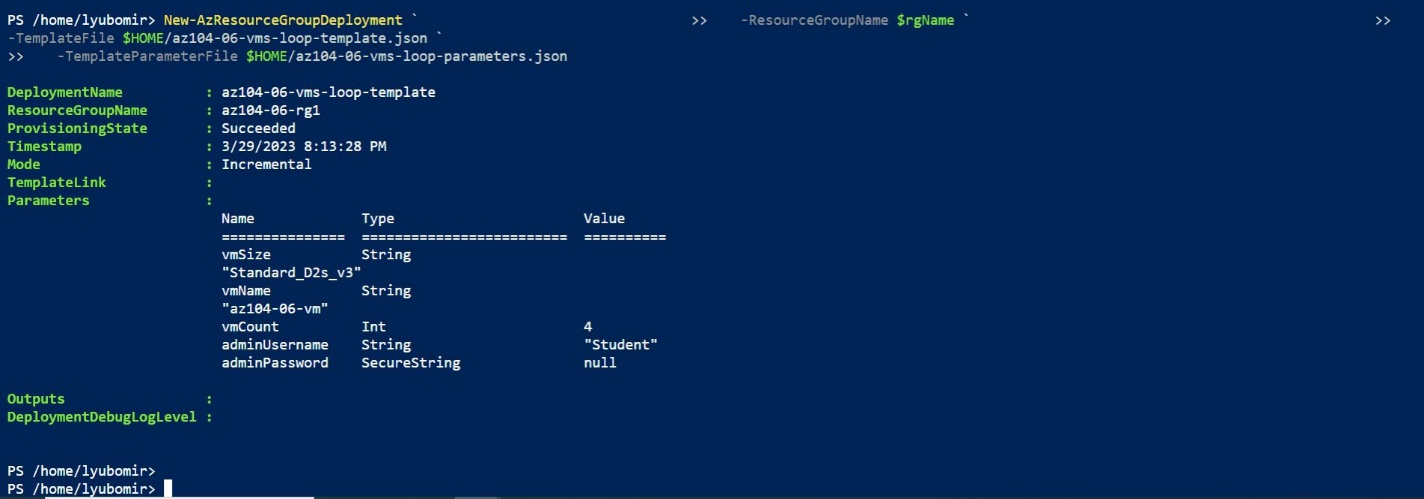 PS /home/lyubomir> New-AzResourceGroupDeployment ` >> -ResourceGroupName $rgName ` >>
-TemplateFile $HOME/az104-06-vms-loop-template.json `
>> -TemplateParameterFile $HOME/az104-06-vms-loop-parameters.json
DeploymentName : az104-06-vms-loop-template
ResourceGroupName : az104-06-rg1
ProvisioningState : Succeeded
Timestamp : 3/29/2023 8:13:28 PM
Mode : Incremental
TemplateLink :
Parameters :
Name Type Value
=============== ========================= ==========
vmSize String
"Standard_D2s_v3"
vmName String
"az104-06-vm"
vmCount Int 4
adminUsername String "Student"
adminPassword SecureString null
Outputs :
DeploymentDebugLogLevel :
PS /home/lyubomir>
PS /home/lyubomir>